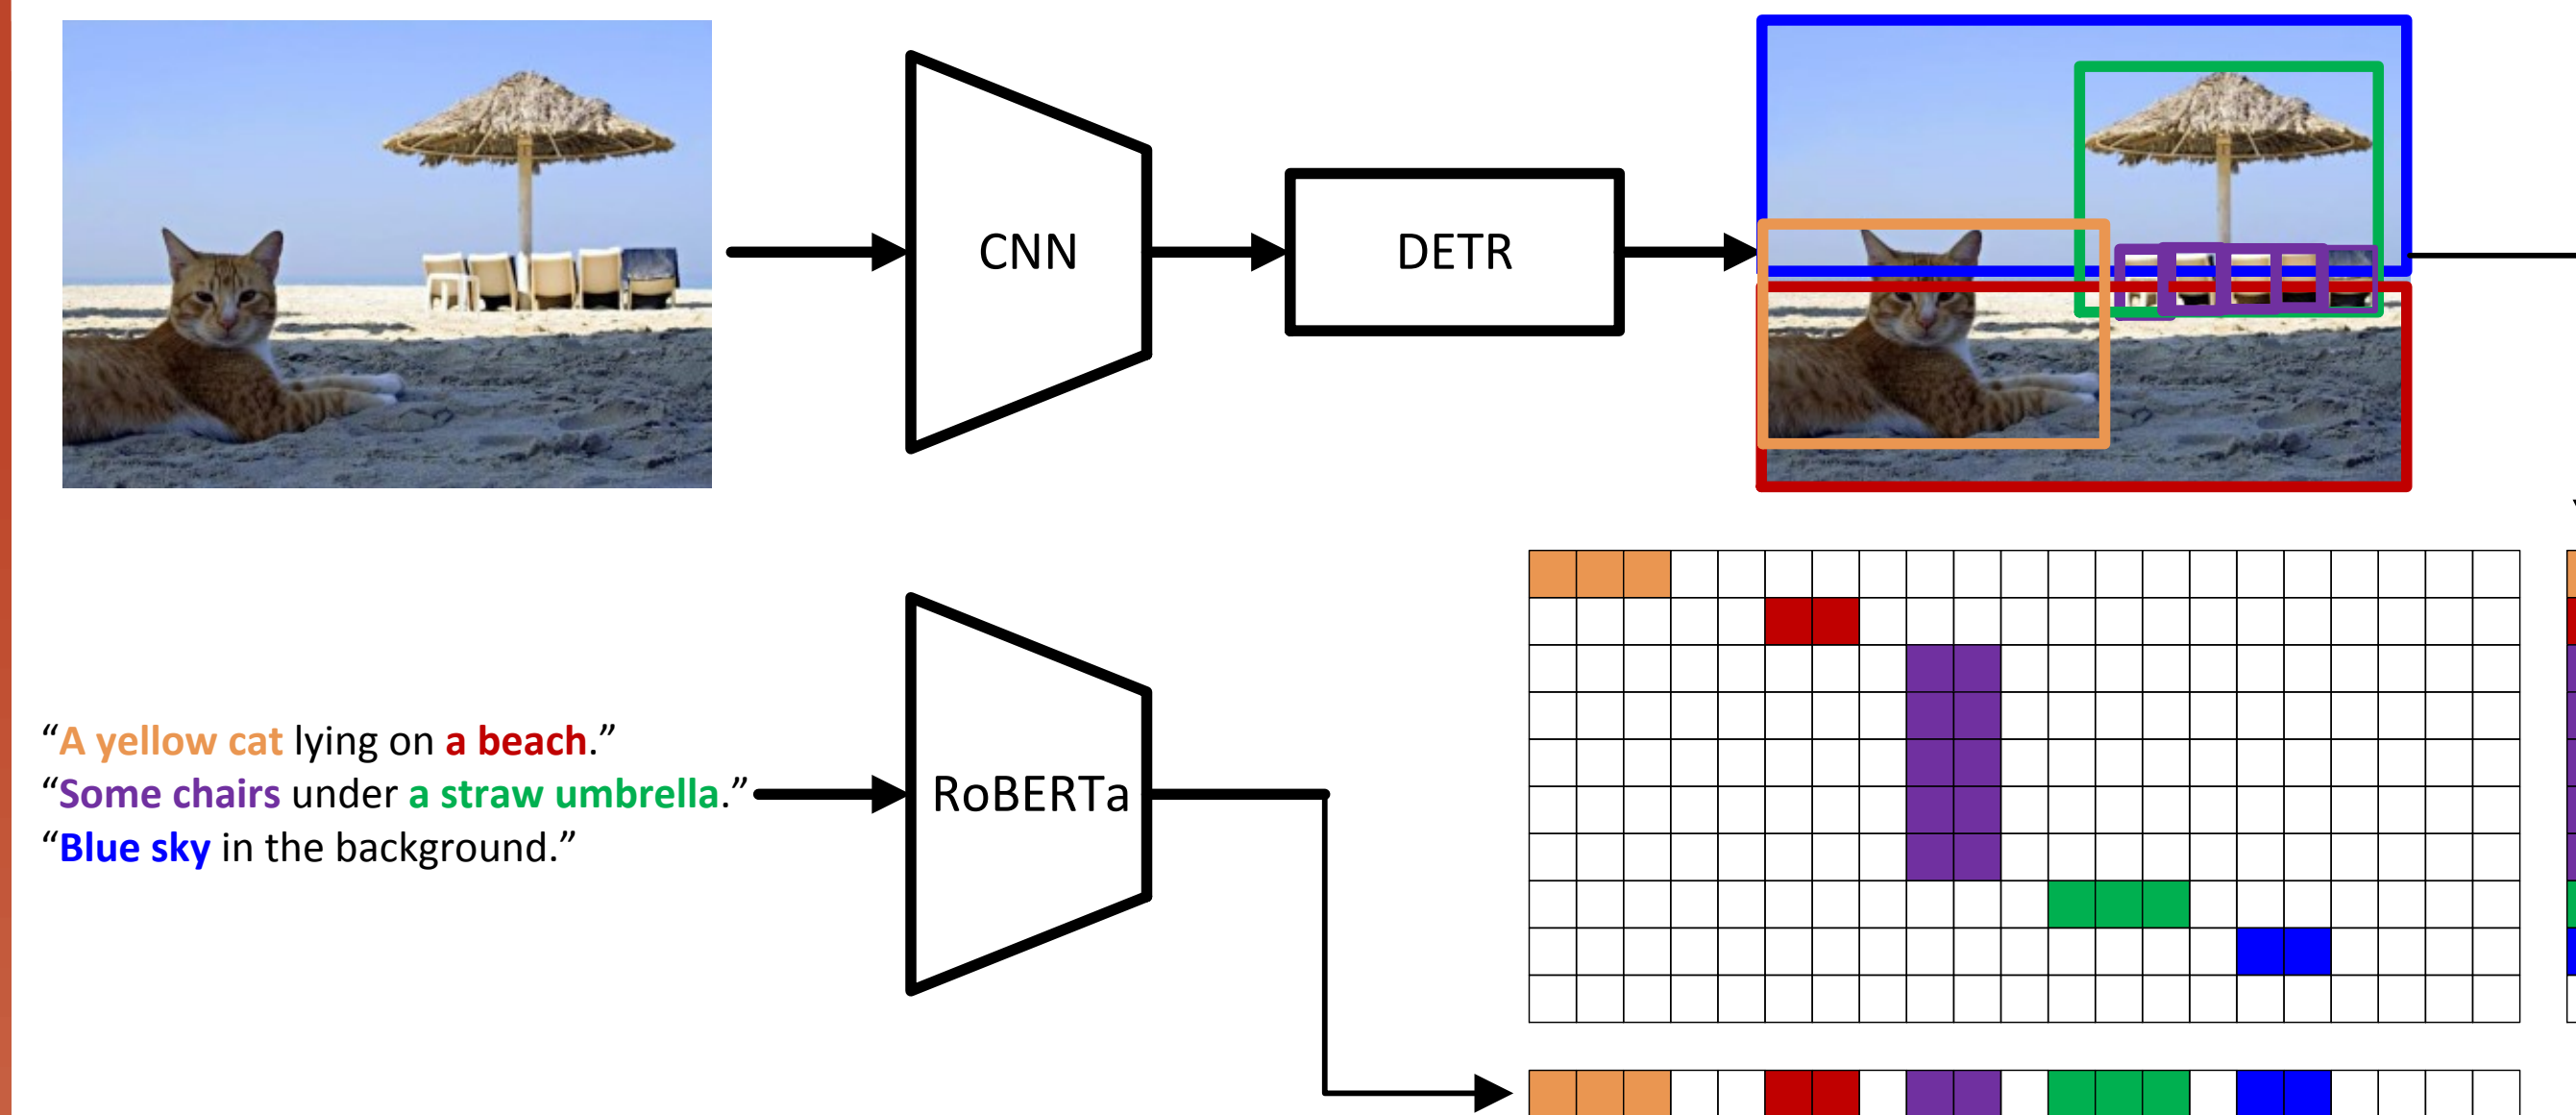 CNN
DETR
“A yellow cat lying on a beach.”
“Some chairs under a straw umbrella.”
“Blue sky in the background.”
RoBERTa